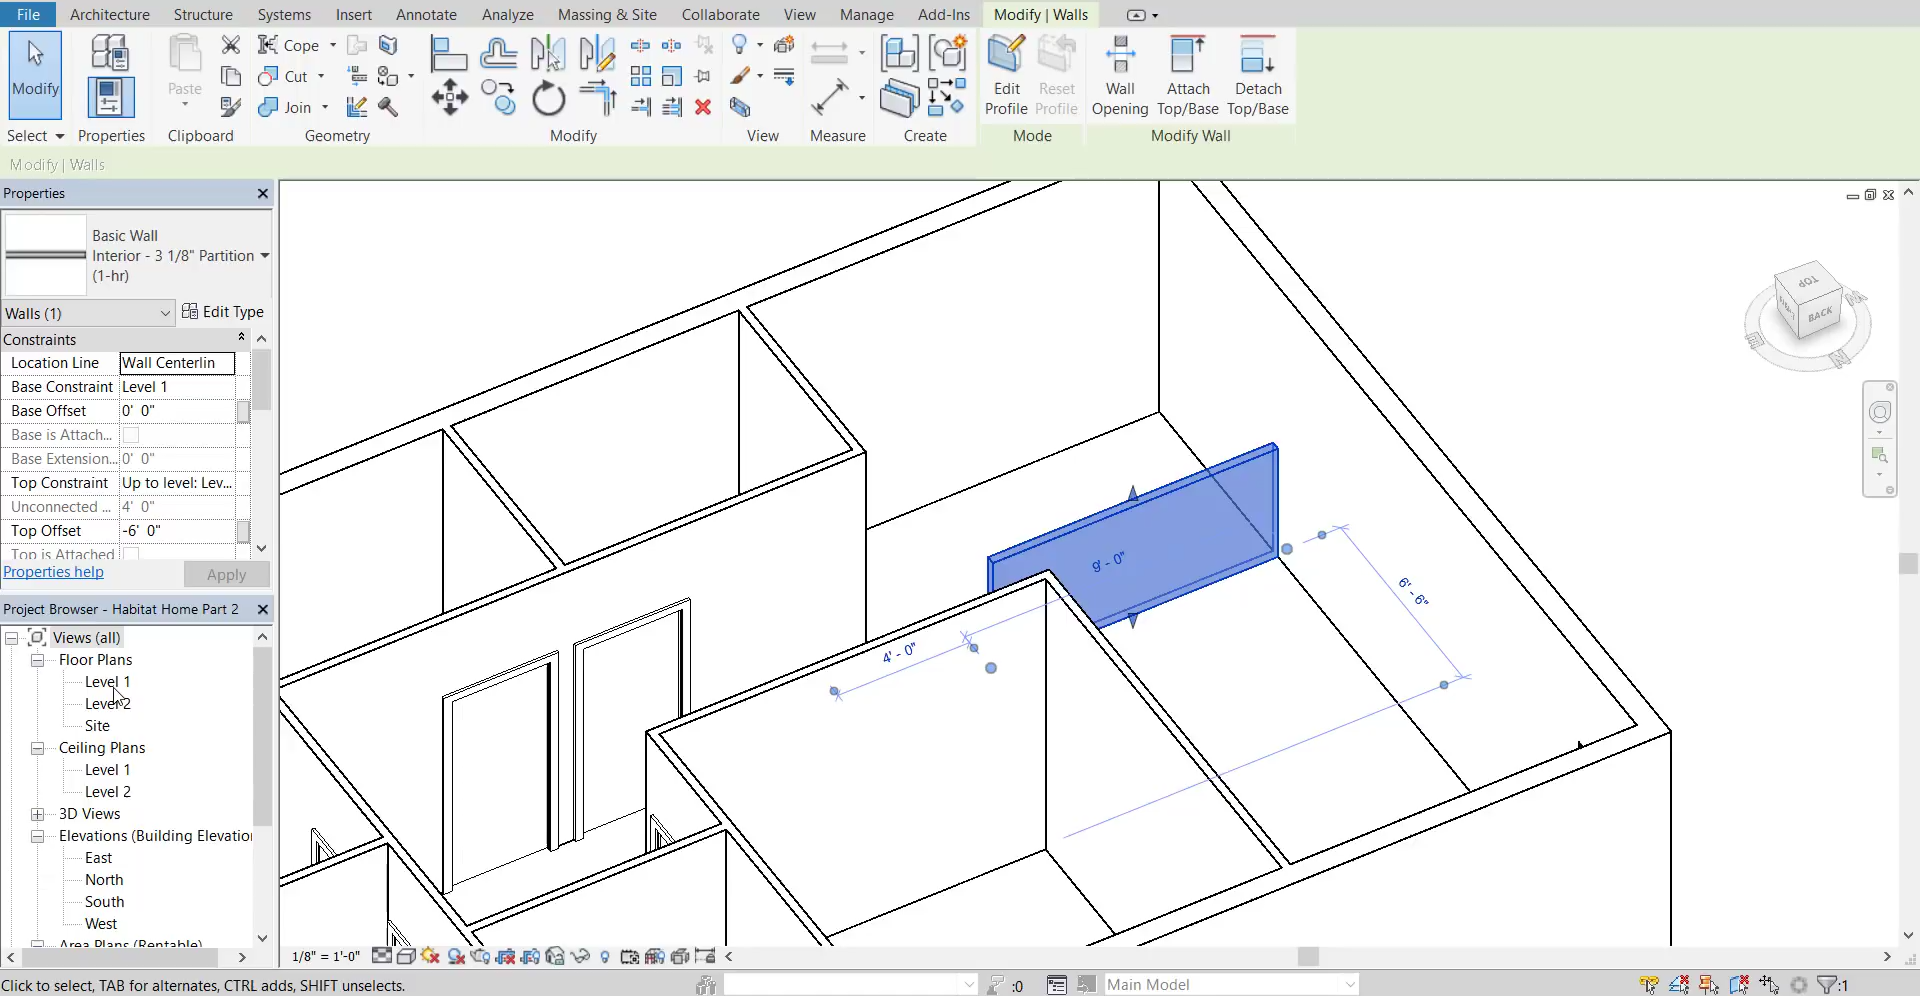 File Architecture Structure Systems Insert Annotate Analyze Massing & Site Collaborate View Manage Add-Ins Modify | Walls
Modify
Paste
Cope
Cut
Join
Edit Profile
Reset Profile
Wall Opening
Attach Top/Base
Detach Top/Base
Select Properties Clipboard Geometry Modify View Measure Create Mode Modify Wall
Modify | Walls
Properties
Basic Wall
Interior - 3 1/8" Partition
(1-hr)
Walls (1) Edit Type
Constraints
Location Line Wall Centerlin
Base Constraint Level 1
Base Offset 0' 0"
Base is Attach...
Base Extension... 0' 0"
Top Constraint Up to level: Lev...
Unconnected ... 4' 0"
Top Offset -6' 0"
Top is Attached
Properties help Apply
Project Browser - Habitat Home Part 2
Views (all)
Floor Plans
Level 1
Level 2
Site
Ceiling Plans
Level 1
Level 2
3D Views
Elevations (Building Elevation
East
North
South
West
Area Plans (Rentable)
9' - 0"
6' - 6"
4' - 0"
TOP
BACK
E
N
W
1/8" = 1'-0"
Click to select, TAB for alternates, CTRL adds, SHIFT unselects.
:0
Main Model
:1